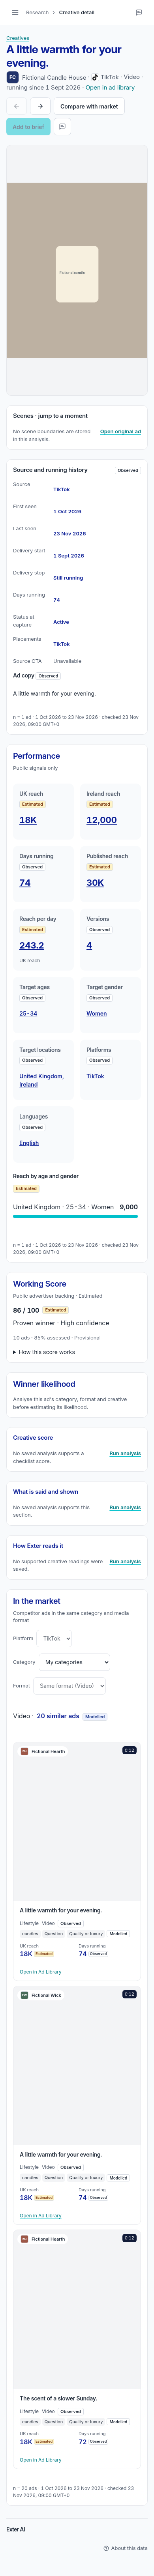 Research > Creative detail
Creatives
A little warmth for your
evening.
FC Fictional Candle House · TikTok · Video ·
running since 1 Sept 2026 · Open in ad library
Compare with market
Add to brief
Fictional candle
Scenes · jump to a moment
No scene boundaries are stored
in this analysis.
Open original ad
Source and running history
Observed
Source
TikTok
First seen
1 Oct 2026
Last seen
23 Nov 2026
Delivery start
1 Sept 2026
Delivery stop
Still running
Days running
74
Status at
capture
Active
Placements
TikTok
Source CTA Unavailable
Ad copy Observed
A little warmth for your evening.
n = 1 ad · 1 Oct 2026 to 23 Nov 2026 · checked 23 Nov
2026, 09:00 GMT+0
Performance
Public signals only
UK reach
Estimated
18K
Ireland reach
Estimated
12,000
Days running
Observed
74
Published reach
Estimated
30K
Reach per day
Estimated
243.2
UK reach
Versions
Observed
4
Target ages
Observed
25-34
Target gender
Observed
Women
Target locations
Observed
United Kingdom,
Ireland
Platforms
Observed
TikTok
Languages
Observed
English
Reach by age and gender
Estimated
United Kingdom · 25-34 · Women 9,000
n = 1 ad · 1 Oct 2026 to 23 Nov 2026 · checked 23 Nov
2026, 09:00 GMT+0
Working Score
Public advertiser backing · Estimated
86 / 100 Estimated
Proven winner · High confidence
10 ads · 85% assessed · Provisional
How this score works
Winner likelihood
Analyse this ad's category, format and creative
before estimating its likelihood.
Creative score
No saved analysis supports a
checklist score.
Run analysis
What is said and shown
No saved analysis supports this
section.
Run analysis
How Exter reads it
No supported creative readings were
saved.
Run analysis
In the market
Competitor ads in the same category and media
format
Platform TikTok
Category My categories
Format Same format (Video)
Video · 20 similar ads Modelled
FH Fictional Hearth
0:12
A little warmth for your evening.
Lifestyle Video Observed
candles Question Quality or luxury Modelled
UK reach
18K Estimated
Days running
74 Observed
Open in Ad Library
FW Fictional Wick
0:12
A little warmth for your evening.
Lifestyle Video Observed
candles Question Quality or luxury Modelled
UK reach
18K Estimated
Days running
74 Observed
Open in Ad Library
FH Fictional Hearth
0:12
The scent of a slower Sunday.
Lifestyle Video Observed
candles Question Quality or luxury Modelled
UK reach
18K Estimated
Days running
72 Observed
Open in Ad Library
n = 20 ads · 1 Oct 2026 to 23 Nov 2026 · checked 23
Nov 2026, 09:00 GMT+0
Exter AI
About this data